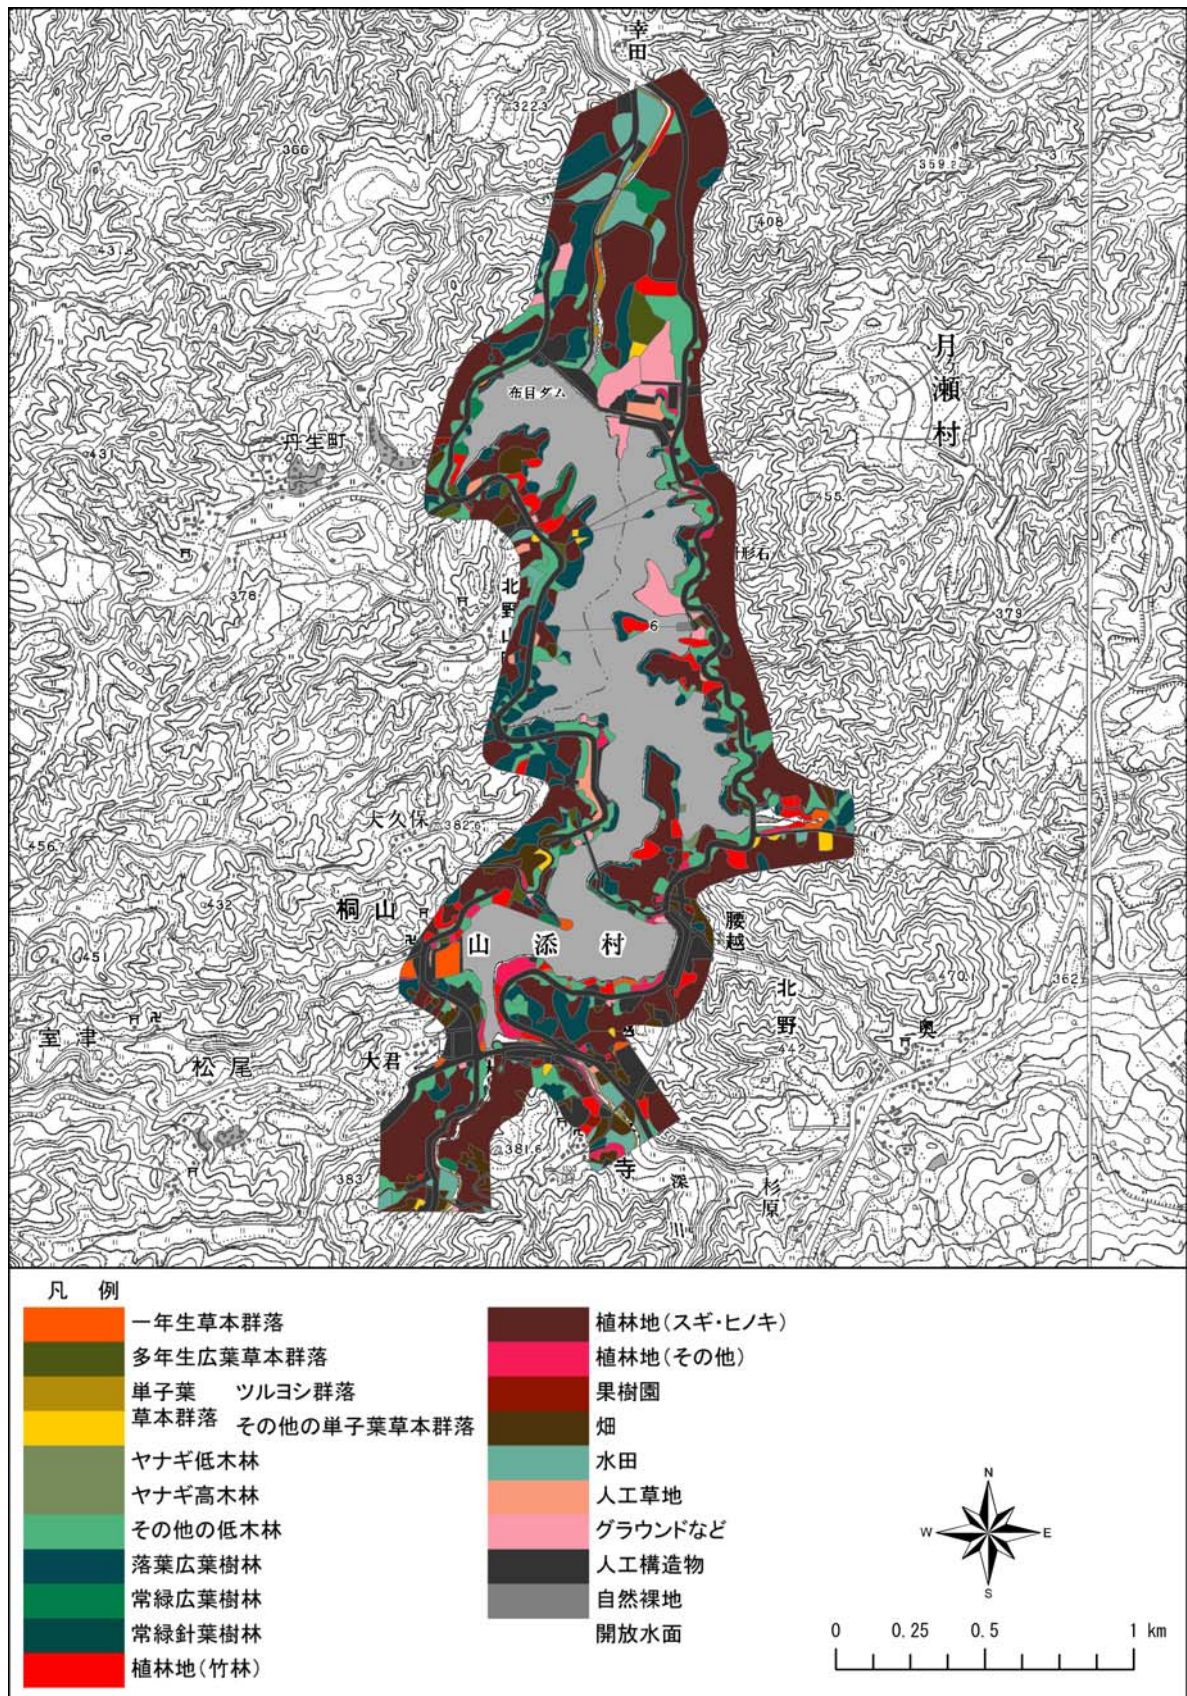 幸田
322.3
366
359.2
408
431.2
月瀬村
370
布目ダム
丹生町
431
455
桐形石
北野山
378
379
6
大久保
382.6
456.7
432
桐山
腰越
山添村
451
470.1
362
北野
室津
奥
大君
松尾
442
381.6
寺
383
深
杉原
凡 例
一年生草本群落
植林地(スギ・ヒノキ)
多年生広葉草本群落
植林地(その他)
単子葉 ツルヨシ群落
果樹園
草本群落 その他の単子葉草本群落
畑
ヤナギ低木林
水田
ヤナギ高木林
人工草地
その他の低木林
グラウンドなど
落葉広葉樹林
人工構造物
常緑広葉樹林
自然裸地
常緑針葉樹林
開放水面
植林地(竹林)
N
W E
S
0 0.25 0.5 1 km